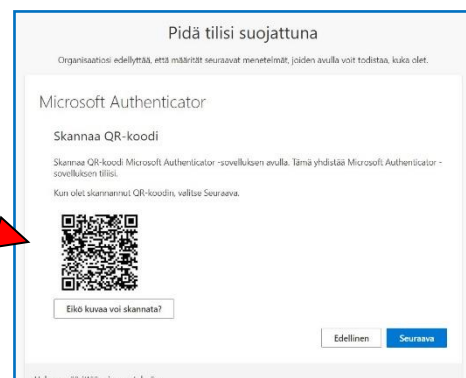 Pidä tilisi suojattuna
Organisaatiosi edellyttää, että määrität seuraavat menetelmät, joiden avulla voit todistaa, kuka olet.
Microsoft Authenticator
Skannaa QR-koodi
Skannaa QR-koodi Microsoft Authenticator -sovelluksen avulla. Tämä yhdistää Microsoft Authenticator -
sovelluksen tiliisi.
Kun olet skannannut QR-koodin, valitse Seuraava.
Eikö kuvaa voi skannata?
Edellinen
Seuraava